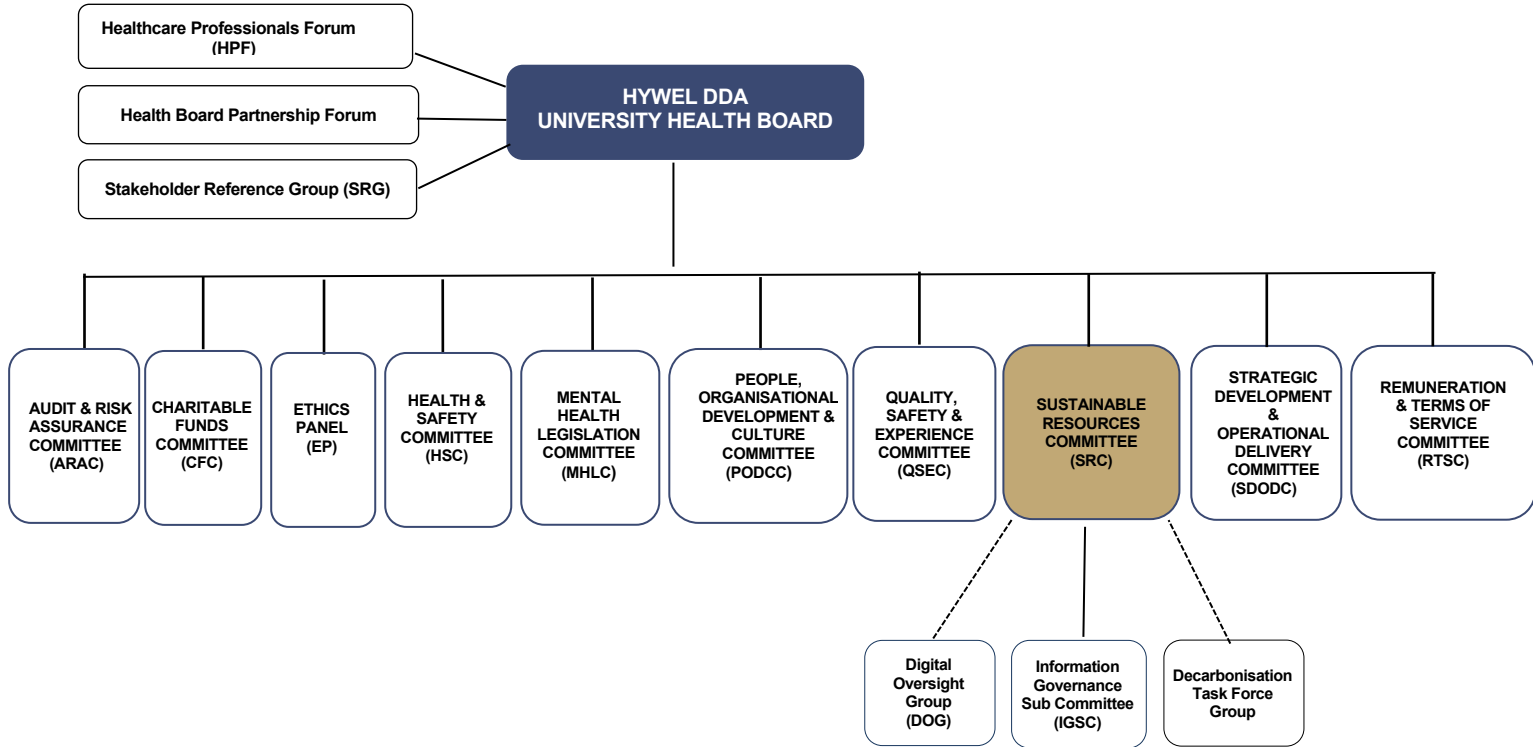 Healthcare Professionals Forum
(HPF)
Health Board Partnership Forum
Stakeholder Reference Group (SRG)
HYWEL DDA
UNIVERSITY HEALTH BOARD
AUDIT & RISK
ASSURANCE
COMMITTEE
(ARAC)
CHARITABLE
FUNDS
COMMITTEE
(CFC)
ETHICS
PANEL
(EP)
HEALTH &
SAFETY
COMMITTEE
(HSC)
MENTAL
HEALTH
LEGISLATION
COMMITTEE
(MHLC)
PEOPLE,
ORGANISATIONAL
DEVELOPMENT &
CULTURE
COMMITTEE
(PODCC)
QUALITY,
SAFETY &
EXPERIENCE
COMMITTEE
(QSEC)
SUSTAINABLE
RESOURCES
COMMITTEE
(SRC)
STRATEGIC
DEVELOPMENT
&
OPERATIONAL
DELIVERY
COMMITTEE
(SDODC)
REMUNERATION
& TERMS OF
SERVICE
COMMITTEE
(RTSC)
Digital
Oversight
Group
(DOG)
Information
Governance
Sub Committee
(IGSC)
Decarbonisation
Task Force
Group